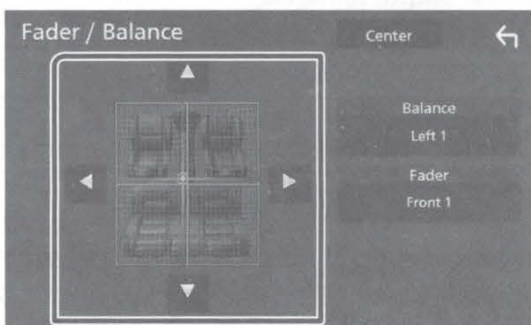 Fader / Balance
Center
Balance
Left 1
Fader
Front 1